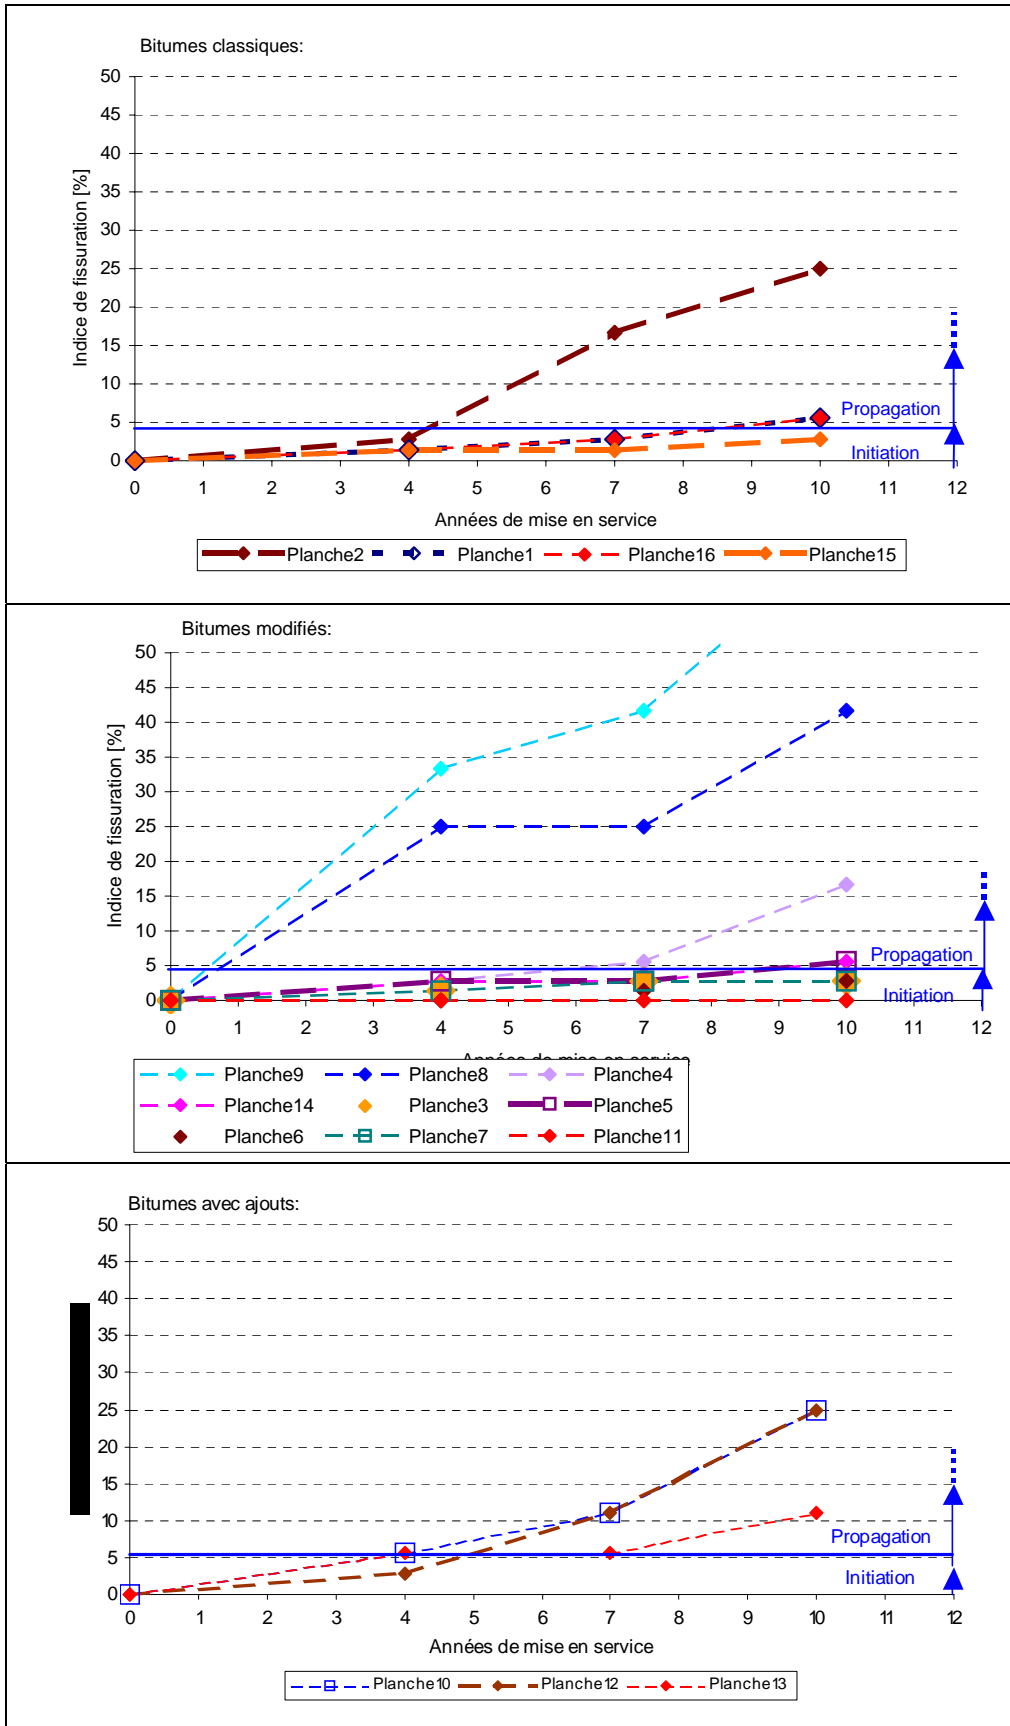 Bitumes classiques:
50
45
40
35
30
25
20
15
10
5
0
Indice de fissuration [%]
Propagation
Initiation
0 1 2 3 4 5 6 7 8 9 10 11 12
Années de mise en service
Planche2 Planche1 Planche16 Planche15
Bitumes modifiés:
50
45
40
35
30
25
20
15
10
5
0
Indice de fissuration [%]
Propagation
Initiation
0 1 2 3 4 5 6 7 8 9 10 11 12
Années de mise en service
Planche9 Planche8 Planche4
Planche14 Planche3 Planche5
Planche6 Planche7 Planche11
Bitumes avec ajouts:
50
45
40
35
30
25
20
15
10
5
0
Propagation
Initiation
0 1 2 3 4 5 6 7 8 9 10 11 12
Années de mise en service
Planche10 Planche12 Planche13